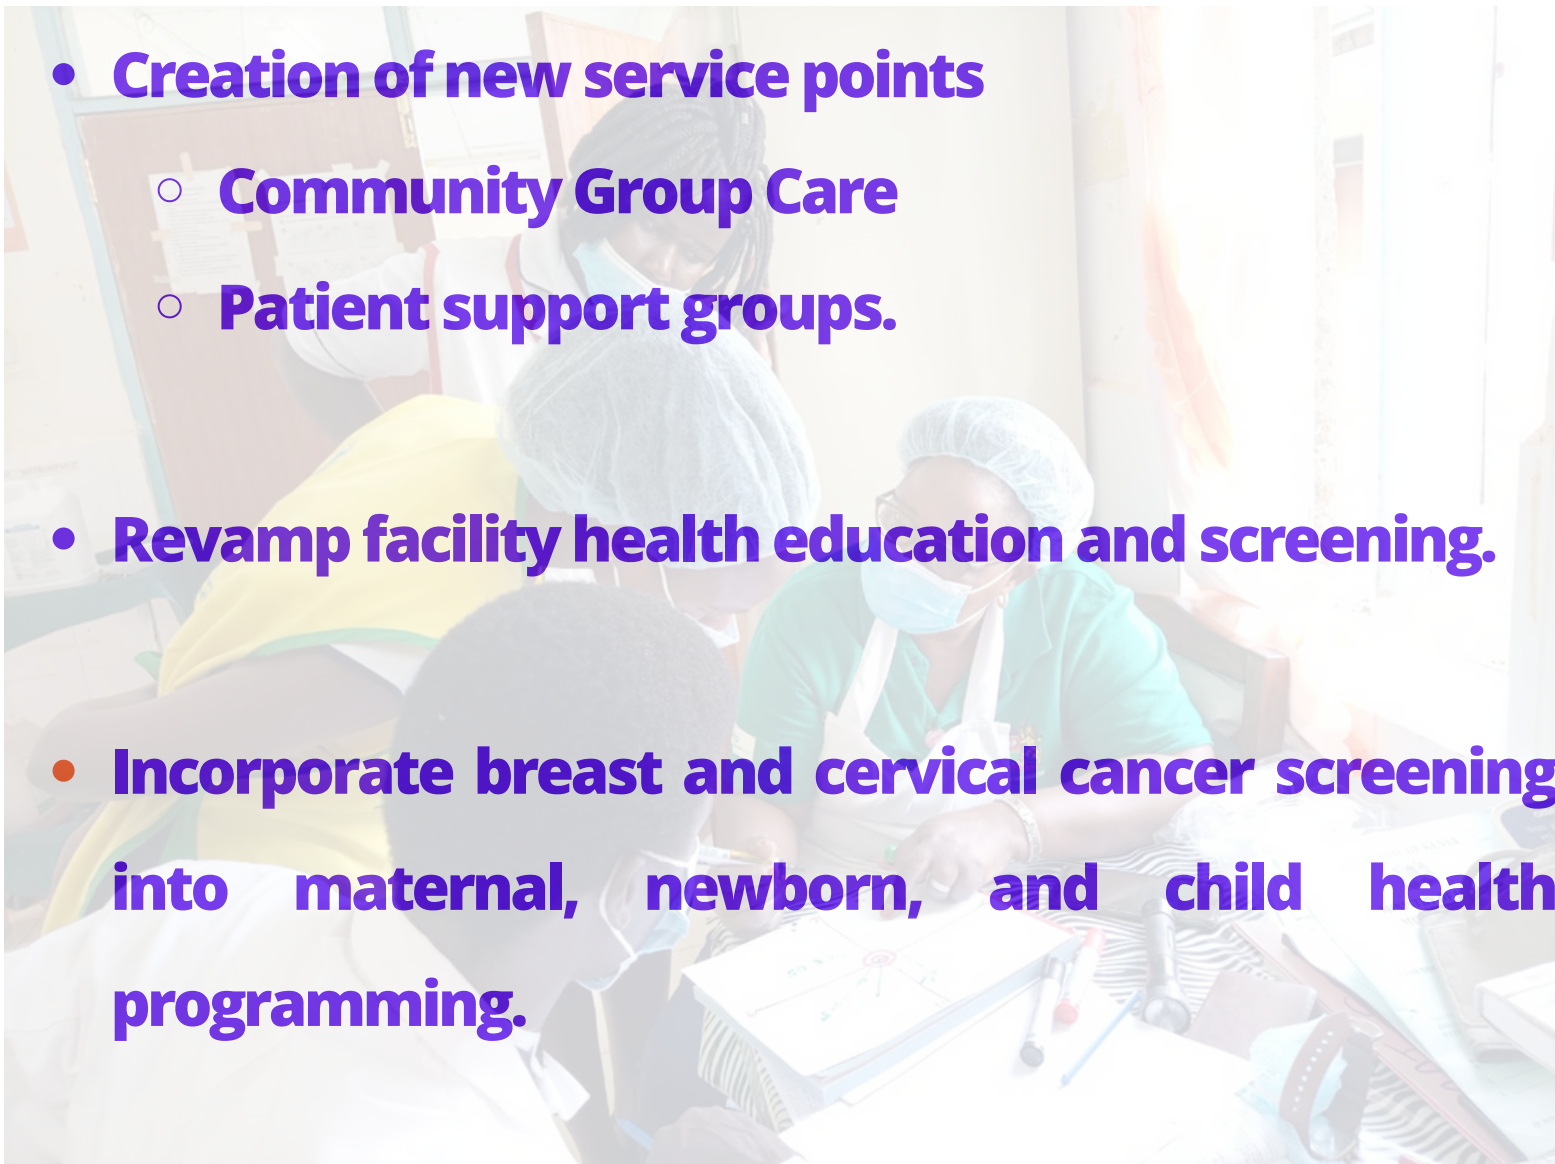 • Creation of new service points
○ Community Group Care
○ Patient support groups.
• Revamp facility health education and screening.
• Incorporate breast and cervical cancer screening
into maternal, newborn, and child health
programming.